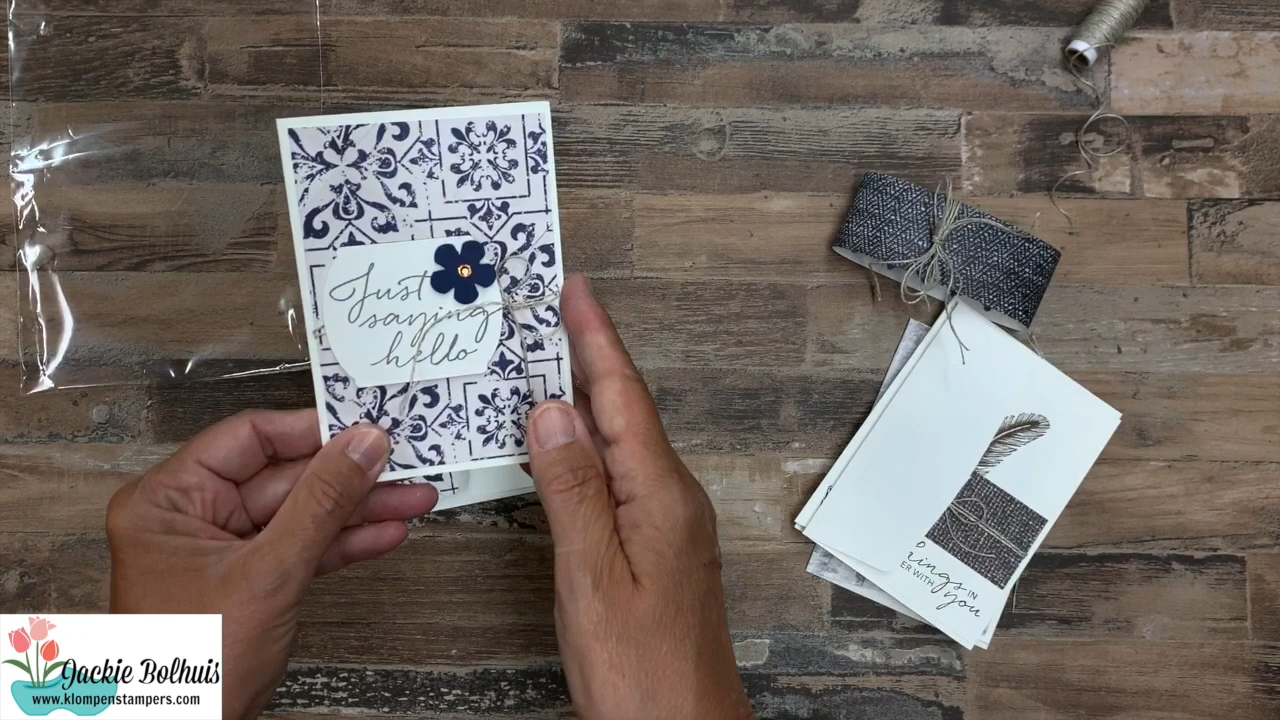 Just
saying
hello
INGS IN
ER WITH
you
Jackie Bolhuis
www.klompenstampers.com